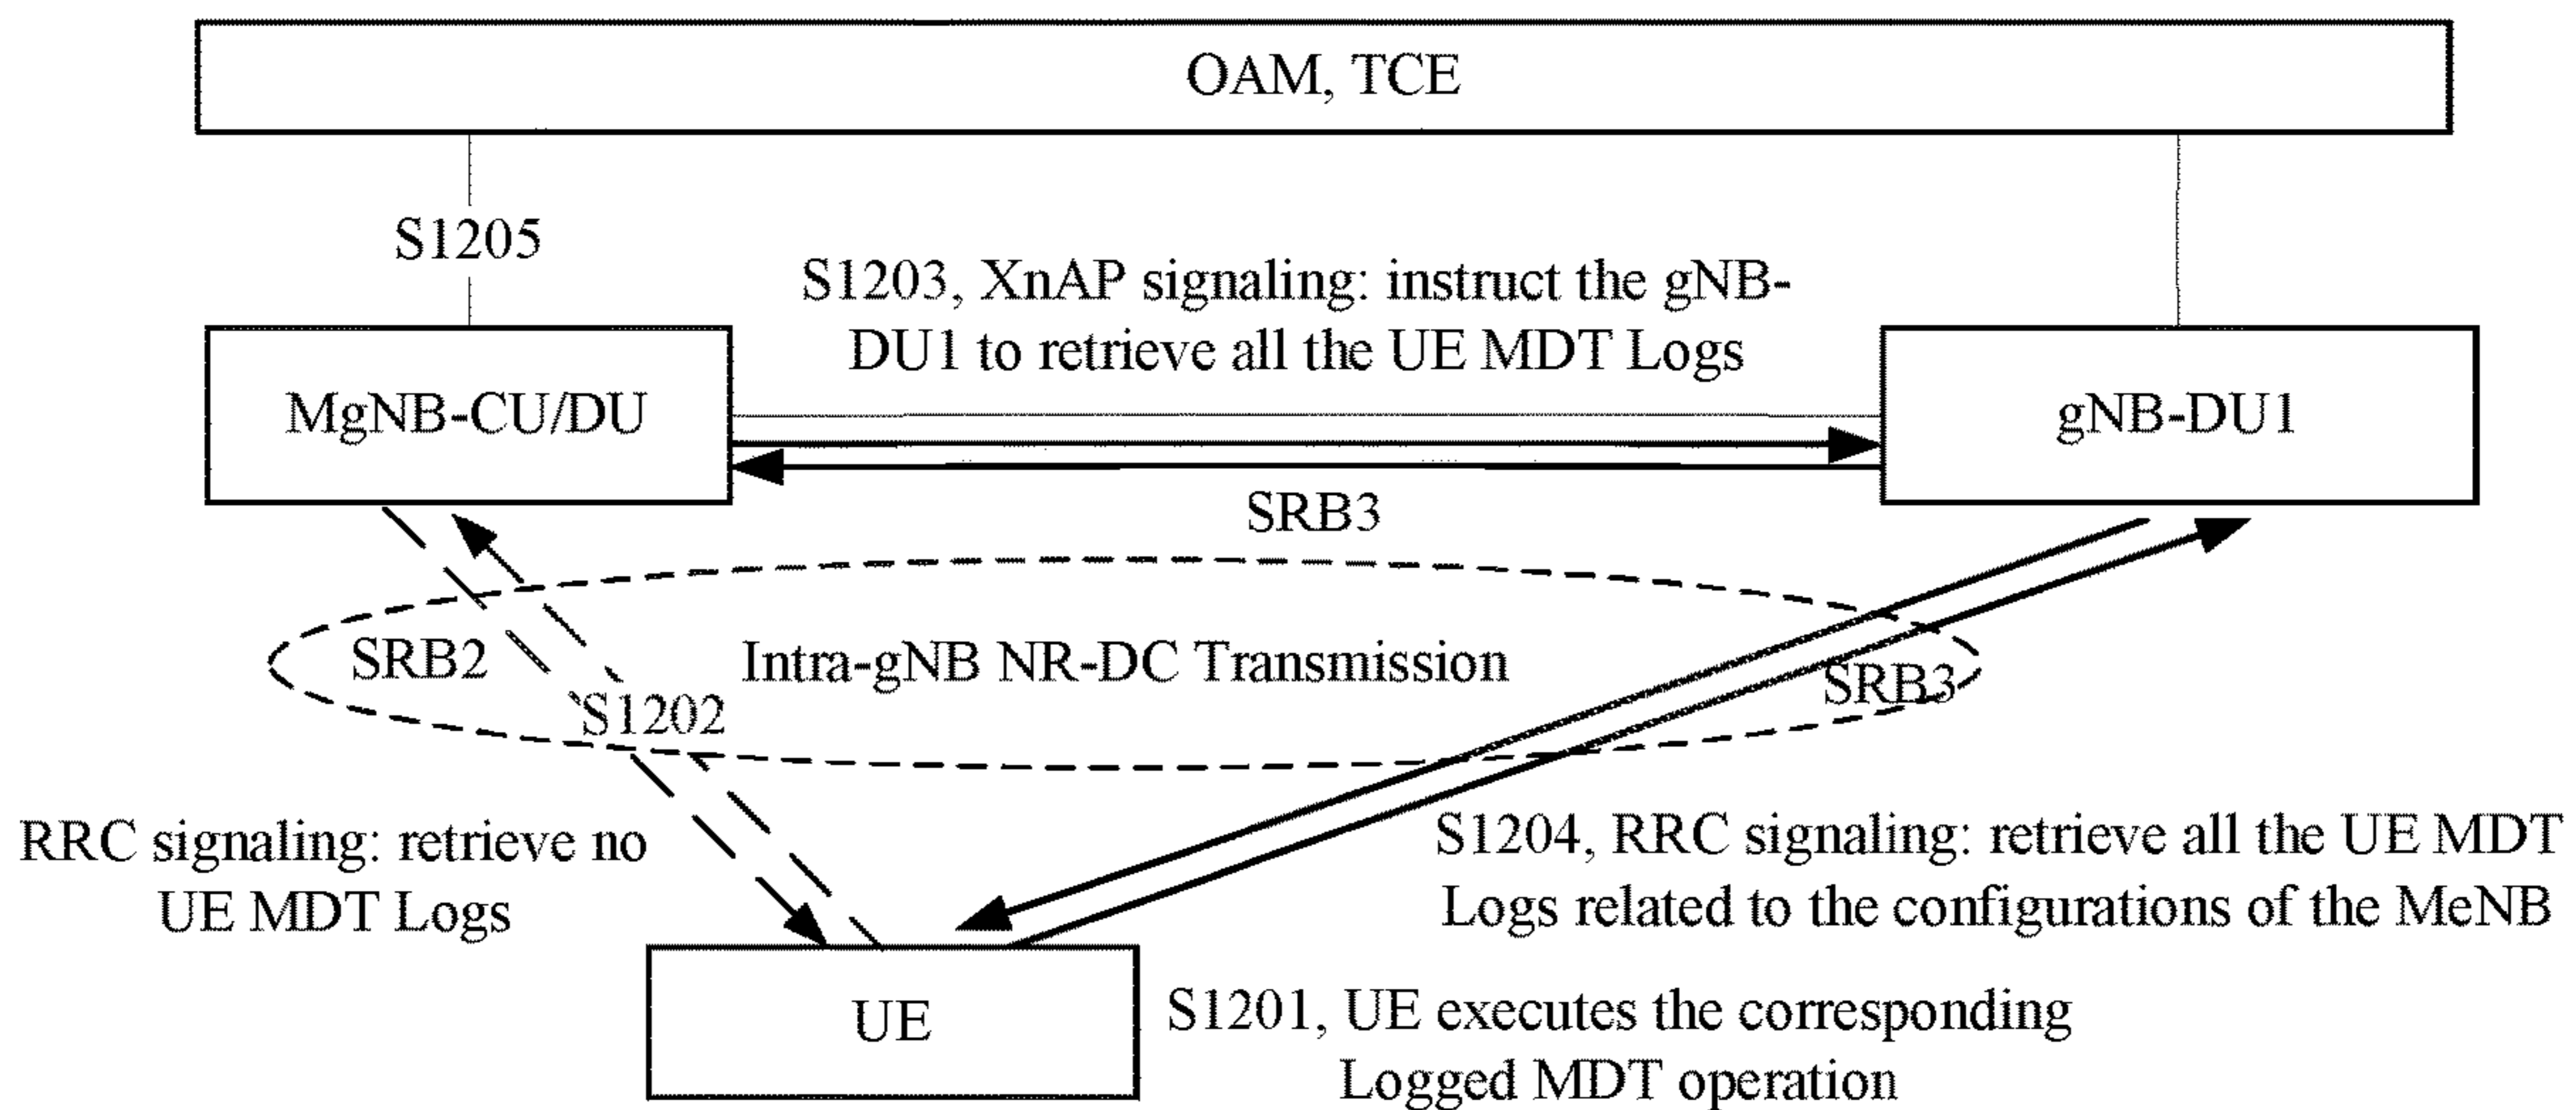 OAM, TCE
S1205
S1203, XnAP signaling: instruct the gNB-
DU1 to retrieve all the UE MDT Logs
MgNB-CU/DU
gNB-DU1
SRB3
SRB2
Intra-gNB NR-DC Transmission
SRB3
S1202
RRC signaling: retrieve no
UE MDT Logs
S1204, RRC signaling: retrieve all the UE MDT
Logs related to the configurations of the MeNB
UE
S1201, UE executes the corresponding
Logged MDT operation